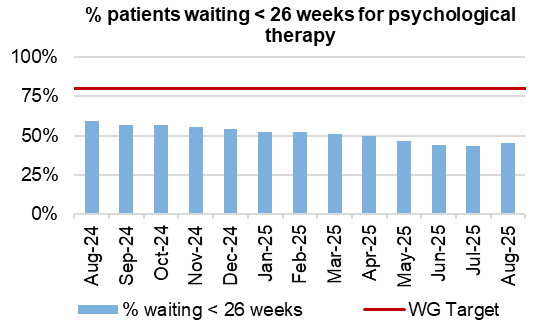 % patients waiting < 26 weeks for psychological
therapy
100%
75%
50%
25%
0%
Aug-24
Sep-24
Oct-24
Nov-24
Dec-24
Jan-25
Feb-25
Mar-25
Apr-25
May-25
Jun-25
Jul-25
Aug-25
% waiting < 26 weeks
WG Target